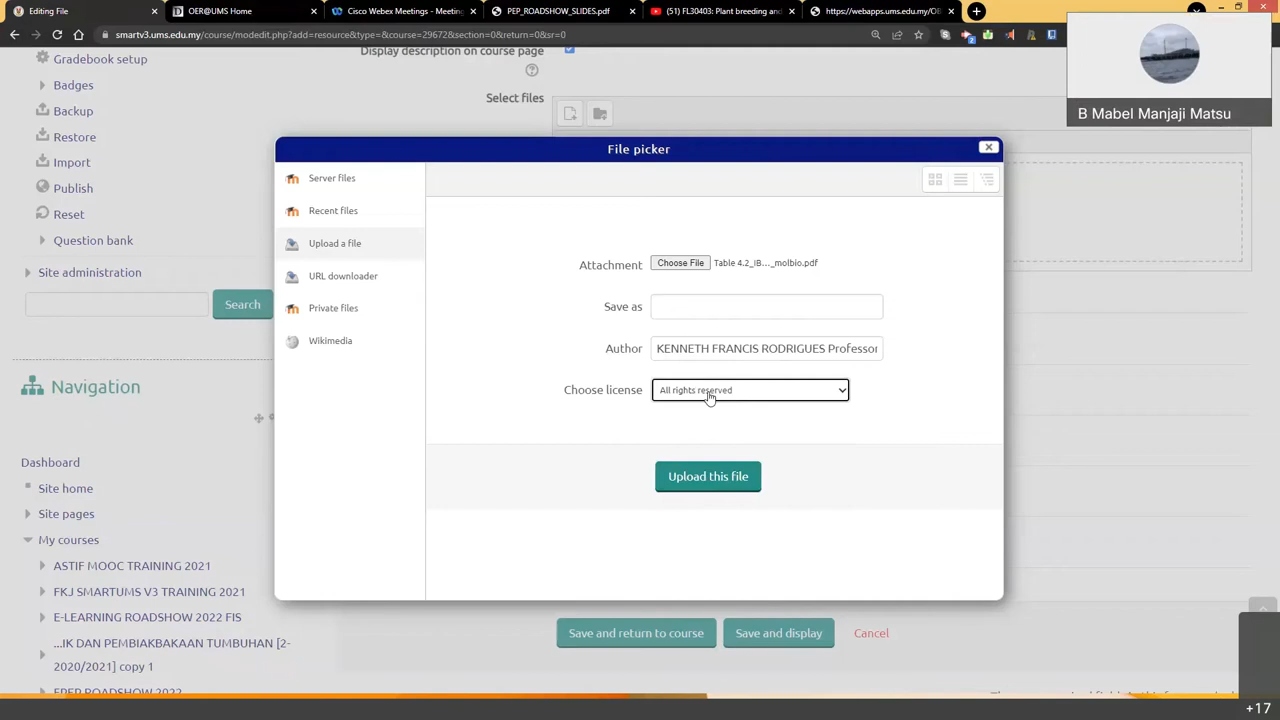 Editing File
OER@UMS Home
Cisco Webex Meetings - Meeting
PEP_ROADSHOW_SLIDES.pdf
(51) FL30403: Plant breeding and
https://webapps.ums.edu.my/OB
smartv3.ums.edu.my/course/modedit.php?add=resource&type=&course=29672&section=0&return=0&sr=0
Display description on course page
Gradebook setup
Badges
Backup
Restore
Import
Publish
Reset
Question bank
Site administration
Search
Navigation
Dashboard
Site home
Site pages
My courses
ASTIF MOOC TRAINING 2021
FKJ SMARTUMS V3 TRAINING 2021
E-LEARNING ROADSHOW 2022 FIS
...IK DAN PEMBIAKBAKAAN TUMBUHAN [2-
2020/2021] copy 1
PEP ROADSHOW 2022
Select files
B Mabel Manjaji Matsu
File picker
Server files
Recent files
Upload a file
URL downloader
Private files
Wikimedia
Attachment
Choose File
Table 4.2_IB..._molbio.pdf
Save as
Author
KENNETH FRANCIS RODRIGUES Professor
Choose license
All rights reserved
Upload this file
Save and return to course
Save and display
Cancel
+17